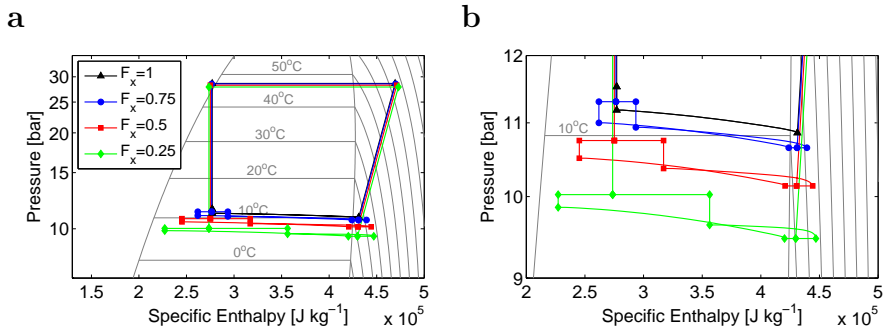 a
b
F_x=1
F_x=0.75
F_x=0.5
F_x=0.25
50°C
40°C
30°C
20°C
10°C
0°C
30
25
20
15
10
Pressure [bar]
1.5 2 2.5 3 3.5 4 4.5 5
Specific Enthalpy [J kg⁻¹]
x 10⁵
10°C
12
11
10
9
Pressure [bar]
2 2.5 3 3.5 4 4.5 5
Specific Enthalpy [J kg⁻¹]
x 10⁵